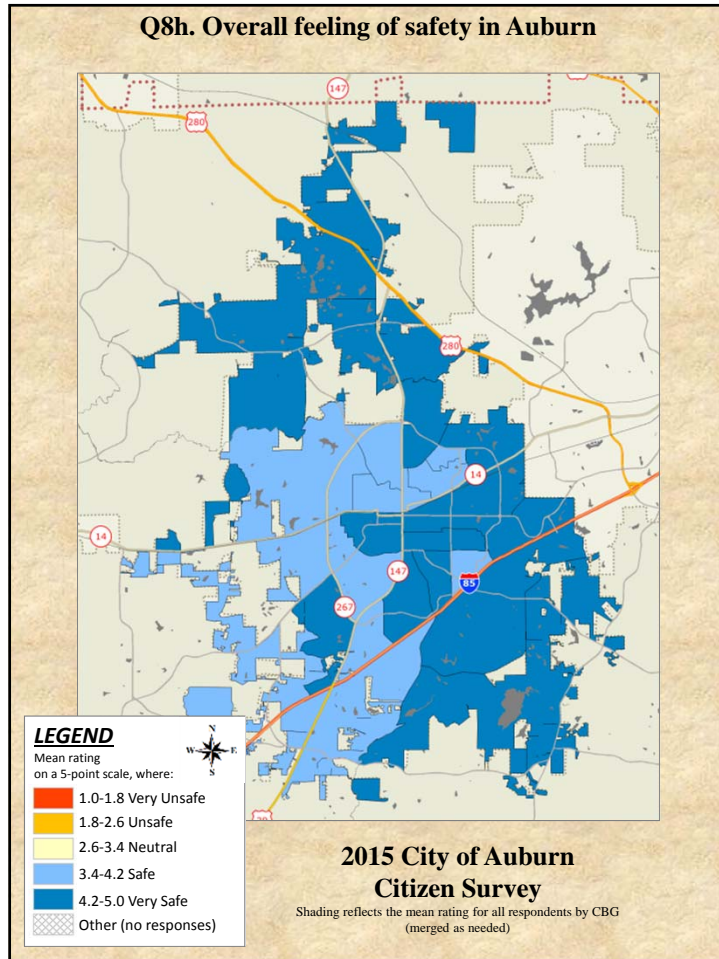 Q8h. Overall feeling of safety in Auburn
147
280
280
14
14
147
85
267
LEGEND
Mean rating
on a 5-point scale, where:
N
W E
S
1.0-1.8 Very Unsafe
1.8-2.6 Unsafe
2.6-3.4 Neutral
3.4-4.2 Safe
4.2-5.0 Very Safe
Other (no responses)
2015 City of Auburn
Citizen Survey
Shading reflects the mean rating for all respondents by CBG
(merged as needed)